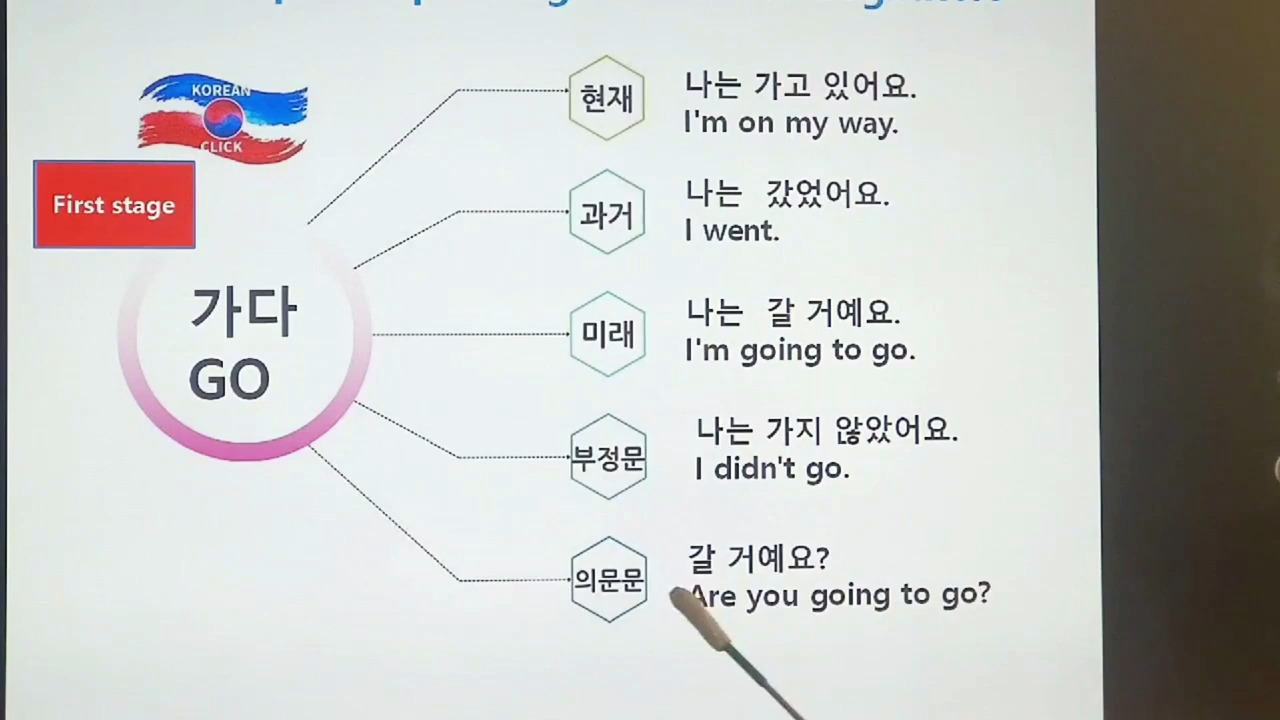 KOREAN
CLICK
First stage
가다
GO
현재
나는 가고 있어요.
I'm on my way.
과거
나는 갔었어요.
I went.
미래
나는 갈 거예요.
I'm going to go.
부정문
나는 가지 않았어요.
I didn't go.
의문문
갈 거예요?
Are you going to go?